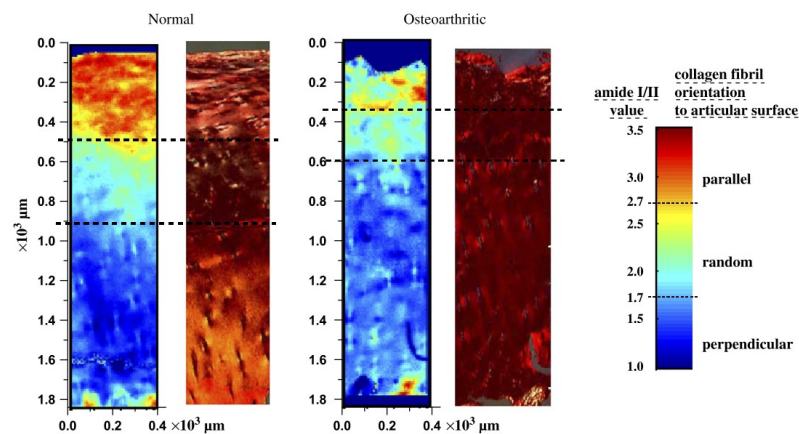 Normal
Osteoarthritic
0.0
0.2
0.4
0.6
0.8
1.0
1.2
1.4
1.6
1.8
×10³ µm
0.0 0.2 0.4 ×10³ µm
0.0
0.2
0.4
0.6
0.8
1.0
1.2
1.4
1.6
1.8
0.0 0.2 0.4 ×10³ µm
amide I/II
value
collagen fibril
orientation
to articular surface
3.5
3.0
2.7
2.0
1.7
1.0
parallel
random
perpendicular